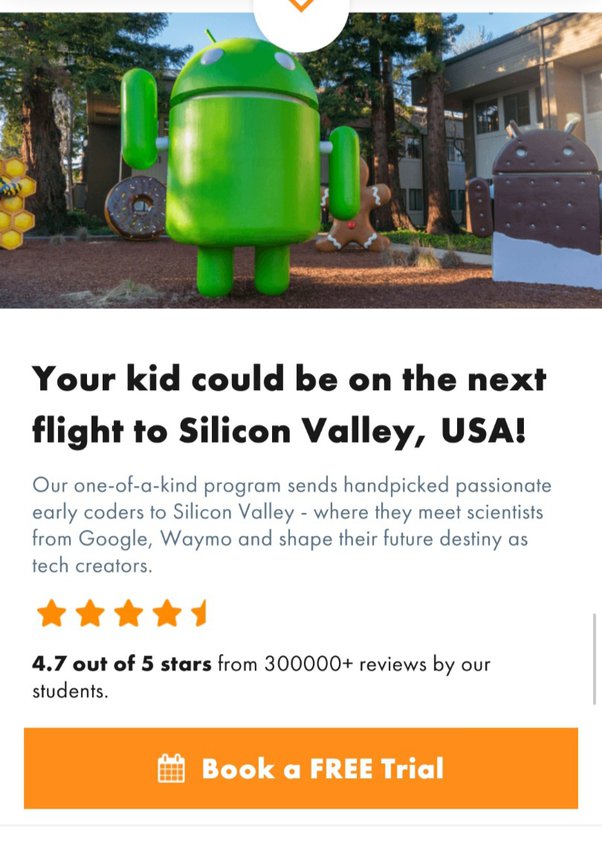 Your kid could be on the next
flight to Silicon Valley, USA!
Our one-of-a-kind program sends handpicked passionate
early coders to Silicon Valley - where they meet scientists
from Google, Waymo and shape their future destiny as
tech creators.
4.7 out of 5 stars from 300000+ reviews by our
students.
Book a FREE Trial